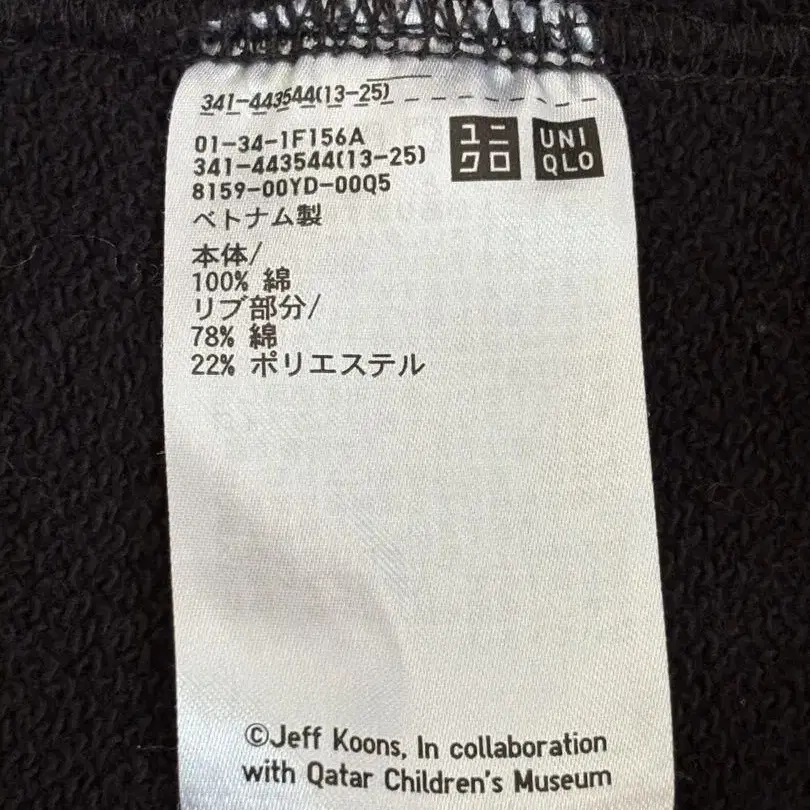 341-443544(13-25)
01-34-1F156A
341-443544(13-25)
8159-00YD-00Q5
ユニ
クロ
UNI
QLO
ベトナム製
本体/
100% 綿
リブ部分/
78% 綿
22% ポリエステル
©Jeff Koons, In collaboration
with Qatar Children's Museum